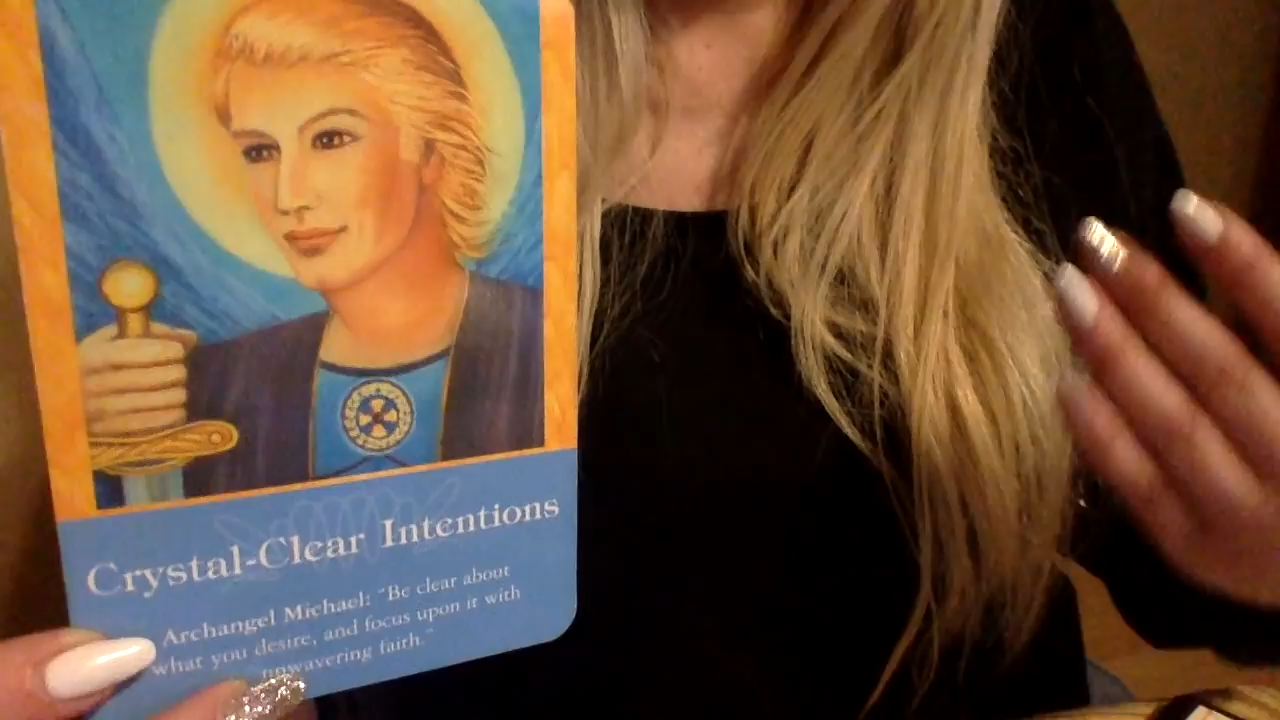 Crystal-Clear Intentions
Archangel Michael: "Be clear about
what you desire, and focus upon it with
unwavering faith."